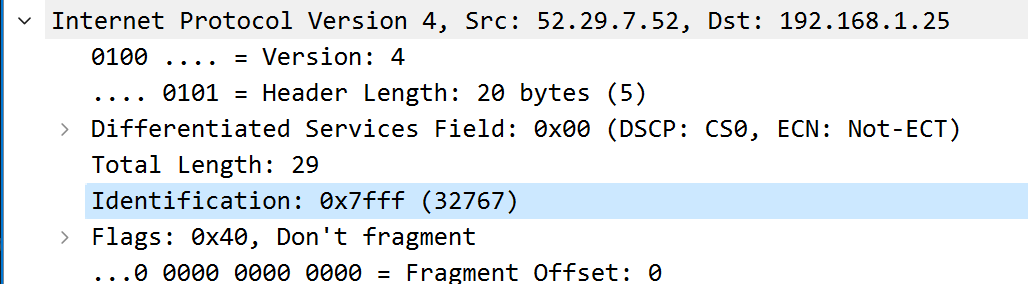 Internet Protocol Version 4, Src: 52.29.7.52, Dst: 192.168.1.25
0100 .... = Version: 4
.... 0101 = Header Length: 20 bytes (5)
Differentiated Services Field: 0x00 (DSCP: CS0, ECN: Not-ECT)
Total Length: 29
Identification: 0x7fff (32767)
Flags: 0x40, Don't fragment
...0 0000 0000 0000 = Fragment Offset: 0